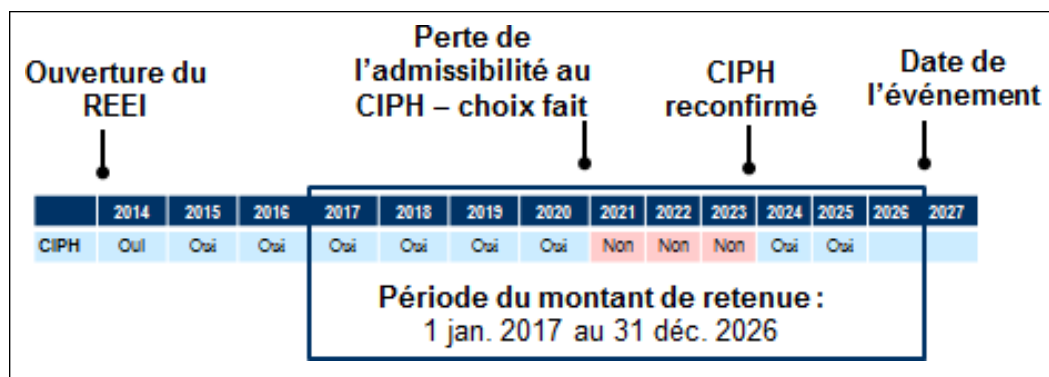 Ouverture du
REEI
Perte de
l'admissibilité au
CIPH – choix fait
CIPH
reconfirmé
Date de
l'événement
2014 2015 2016 2017 2018 2019 2020 2021 2022 2023 2024 2025 2026 2027
CIPH Oui Oui Oui Oui Oui Oui Oui Non Non Non Oui Oui
Période du montant de retenue :
1 jan. 2017 au 31 déc. 2026